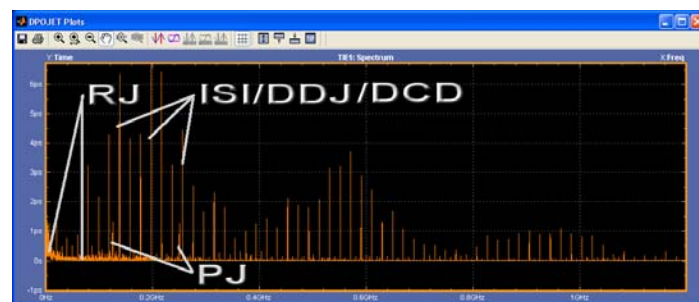 DPOJET Plots
Y:Time TIE1: Spectrum X:Freq
6ps
RJ ISI/DDJ/DCD
5ps
4ps
3ps
2ps
1ps
0s
PJ
-1ps
0Hz 0.2GHz 0.4GHz 0.6GHz 0.8GHz 1GHz